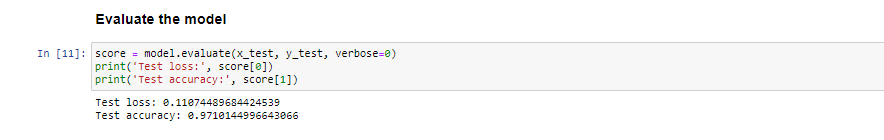 Evaluate the model
In [11]: score = model.evaluate(x_test, y_test, verbose=0)
print('Test loss:', score[0])
print('Test accuracy:', score[1])
Test loss: 0.11074489684424539
Test accuracy: 0.9710144996643066